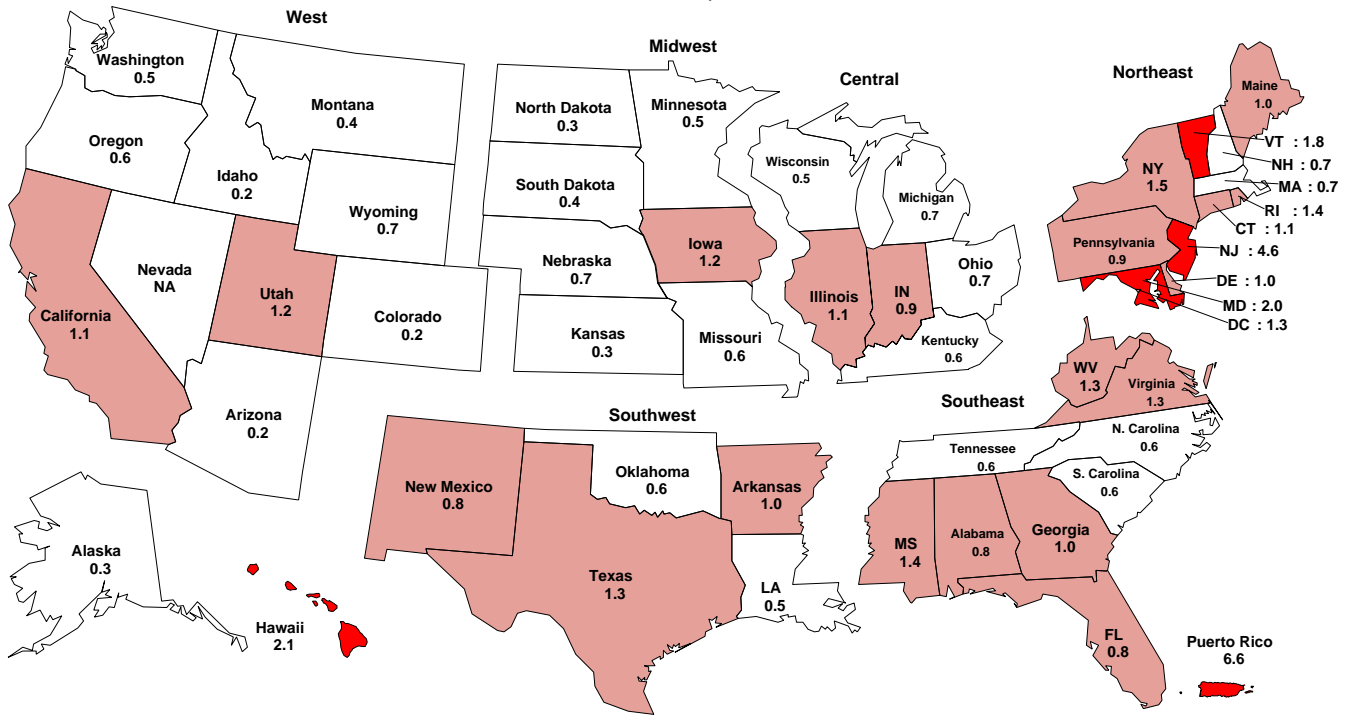 West
Washington
0.5
Montana
0.4
Oregon
0.6
Idaho
0.2
Wyoming
0.7
Nevada
NA
Utah
1.2
California
1.1
Colorado
0.2
Arizona
0.2
Alaska
0.3
Hawaii
2.1
Midwest
North Dakota
0.3
Minnesota
0.5
South Dakota
0.4
Iowa
1.2
Nebraska
0.7
Kansas
0.3
Missouri
0.6
Central
Wisconsin
0.5
Michigan
0.7
Illinois
1.1
IN
0.9
Ohio
0.7
Kentucky
0.6
Northeast
Maine
1.0
VT : 1.8
NH : 0.7
MA : 0.7
RI : 1.4
CT : 1.1
NJ : 4.6
DE : 1.0
MD : 2.0
DC : 1.3
NY
1.5
Pennsylvania
0.9
Southwest
New Mexico
0.8
Oklahoma
0.6
Arkansas
1.0
Texas
1.3
LA
0.5
Southeast
WV
1.3
Virginia
1.3
Tennessee
0.6
N. Carolina
0.6
S. Carolina
0.6
MS
1.4
Alabama
0.8
Georgia
1.0
FL
0.8
Puerto Rico
6.6